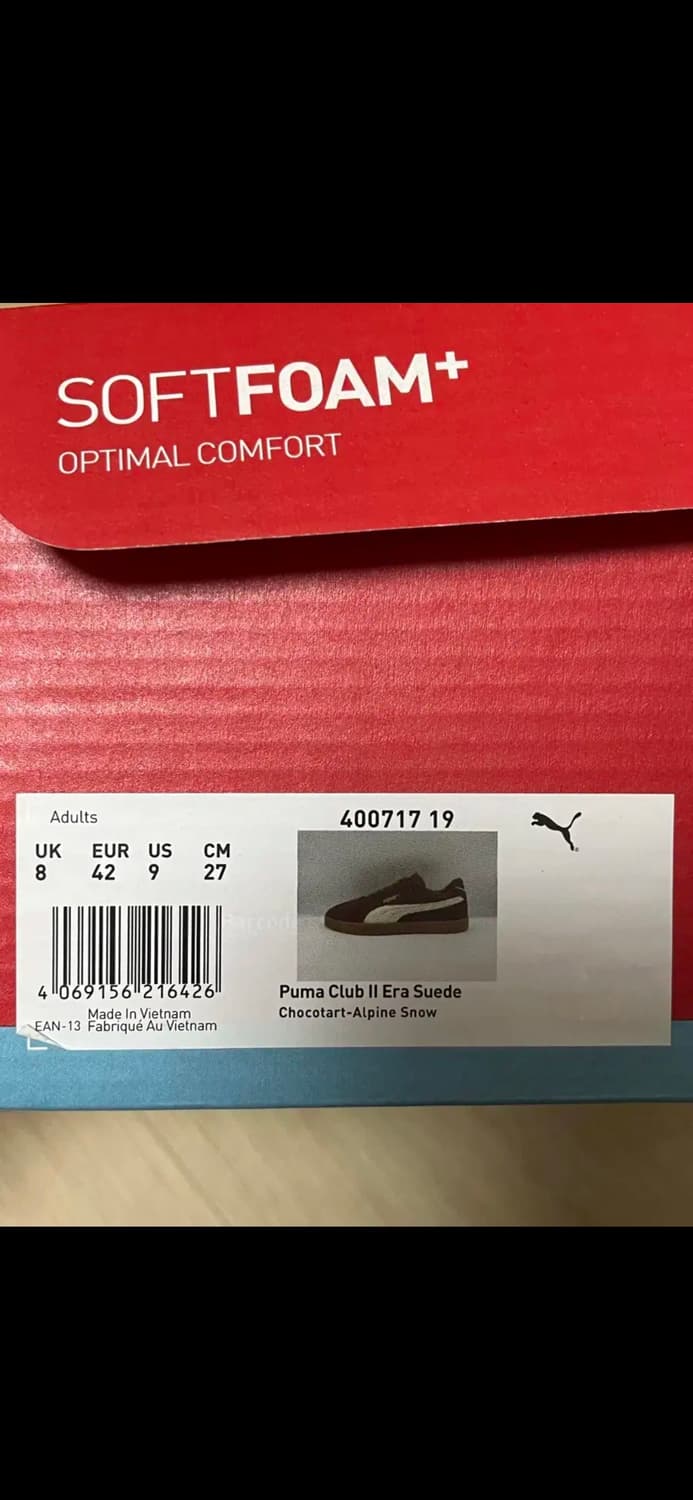 SOFTFOAM+
OPTIMAL COMFORT
Adults
400717 19
UK EUR US CM
8 42 9 27
Barcode
4 069156 216426
Made In Vietnam
EAN-13 Fabriqué Au Vietnam
Puma Club II Era Suede
Chocotart-Alpine Snow